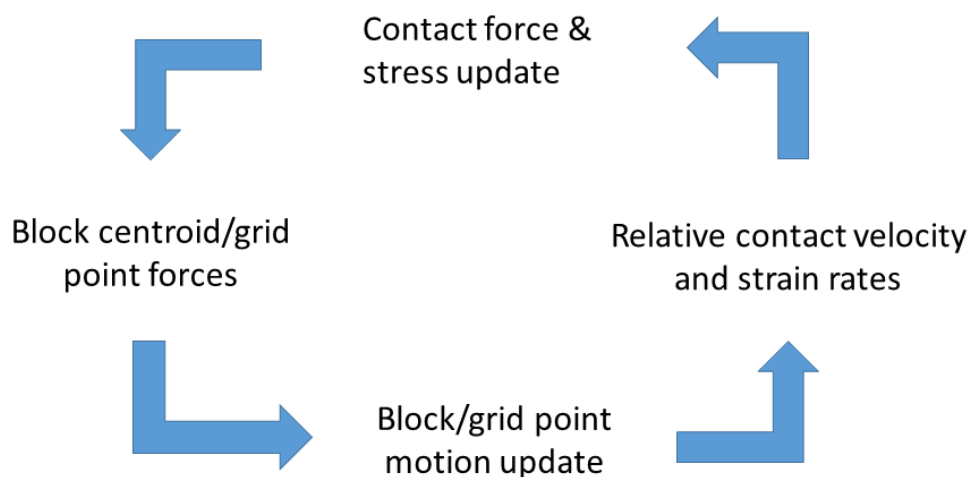 Contact force &
stress update
Block centroid/grid
point forces
Relative contact velocity
and strain rates
Block/grid point
motion update